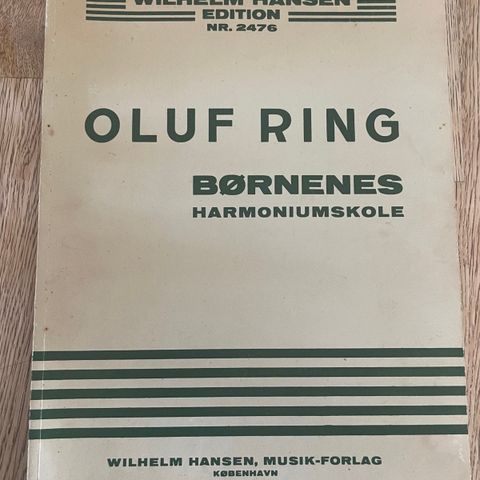 WILHELM HANSEN
EDITION
NR. 2476
OLUF RING
BØRNENES
HARMONIUMSKOLE
WILHELM HANSEN, MUSIK-FORLAG
KØBENHAVN